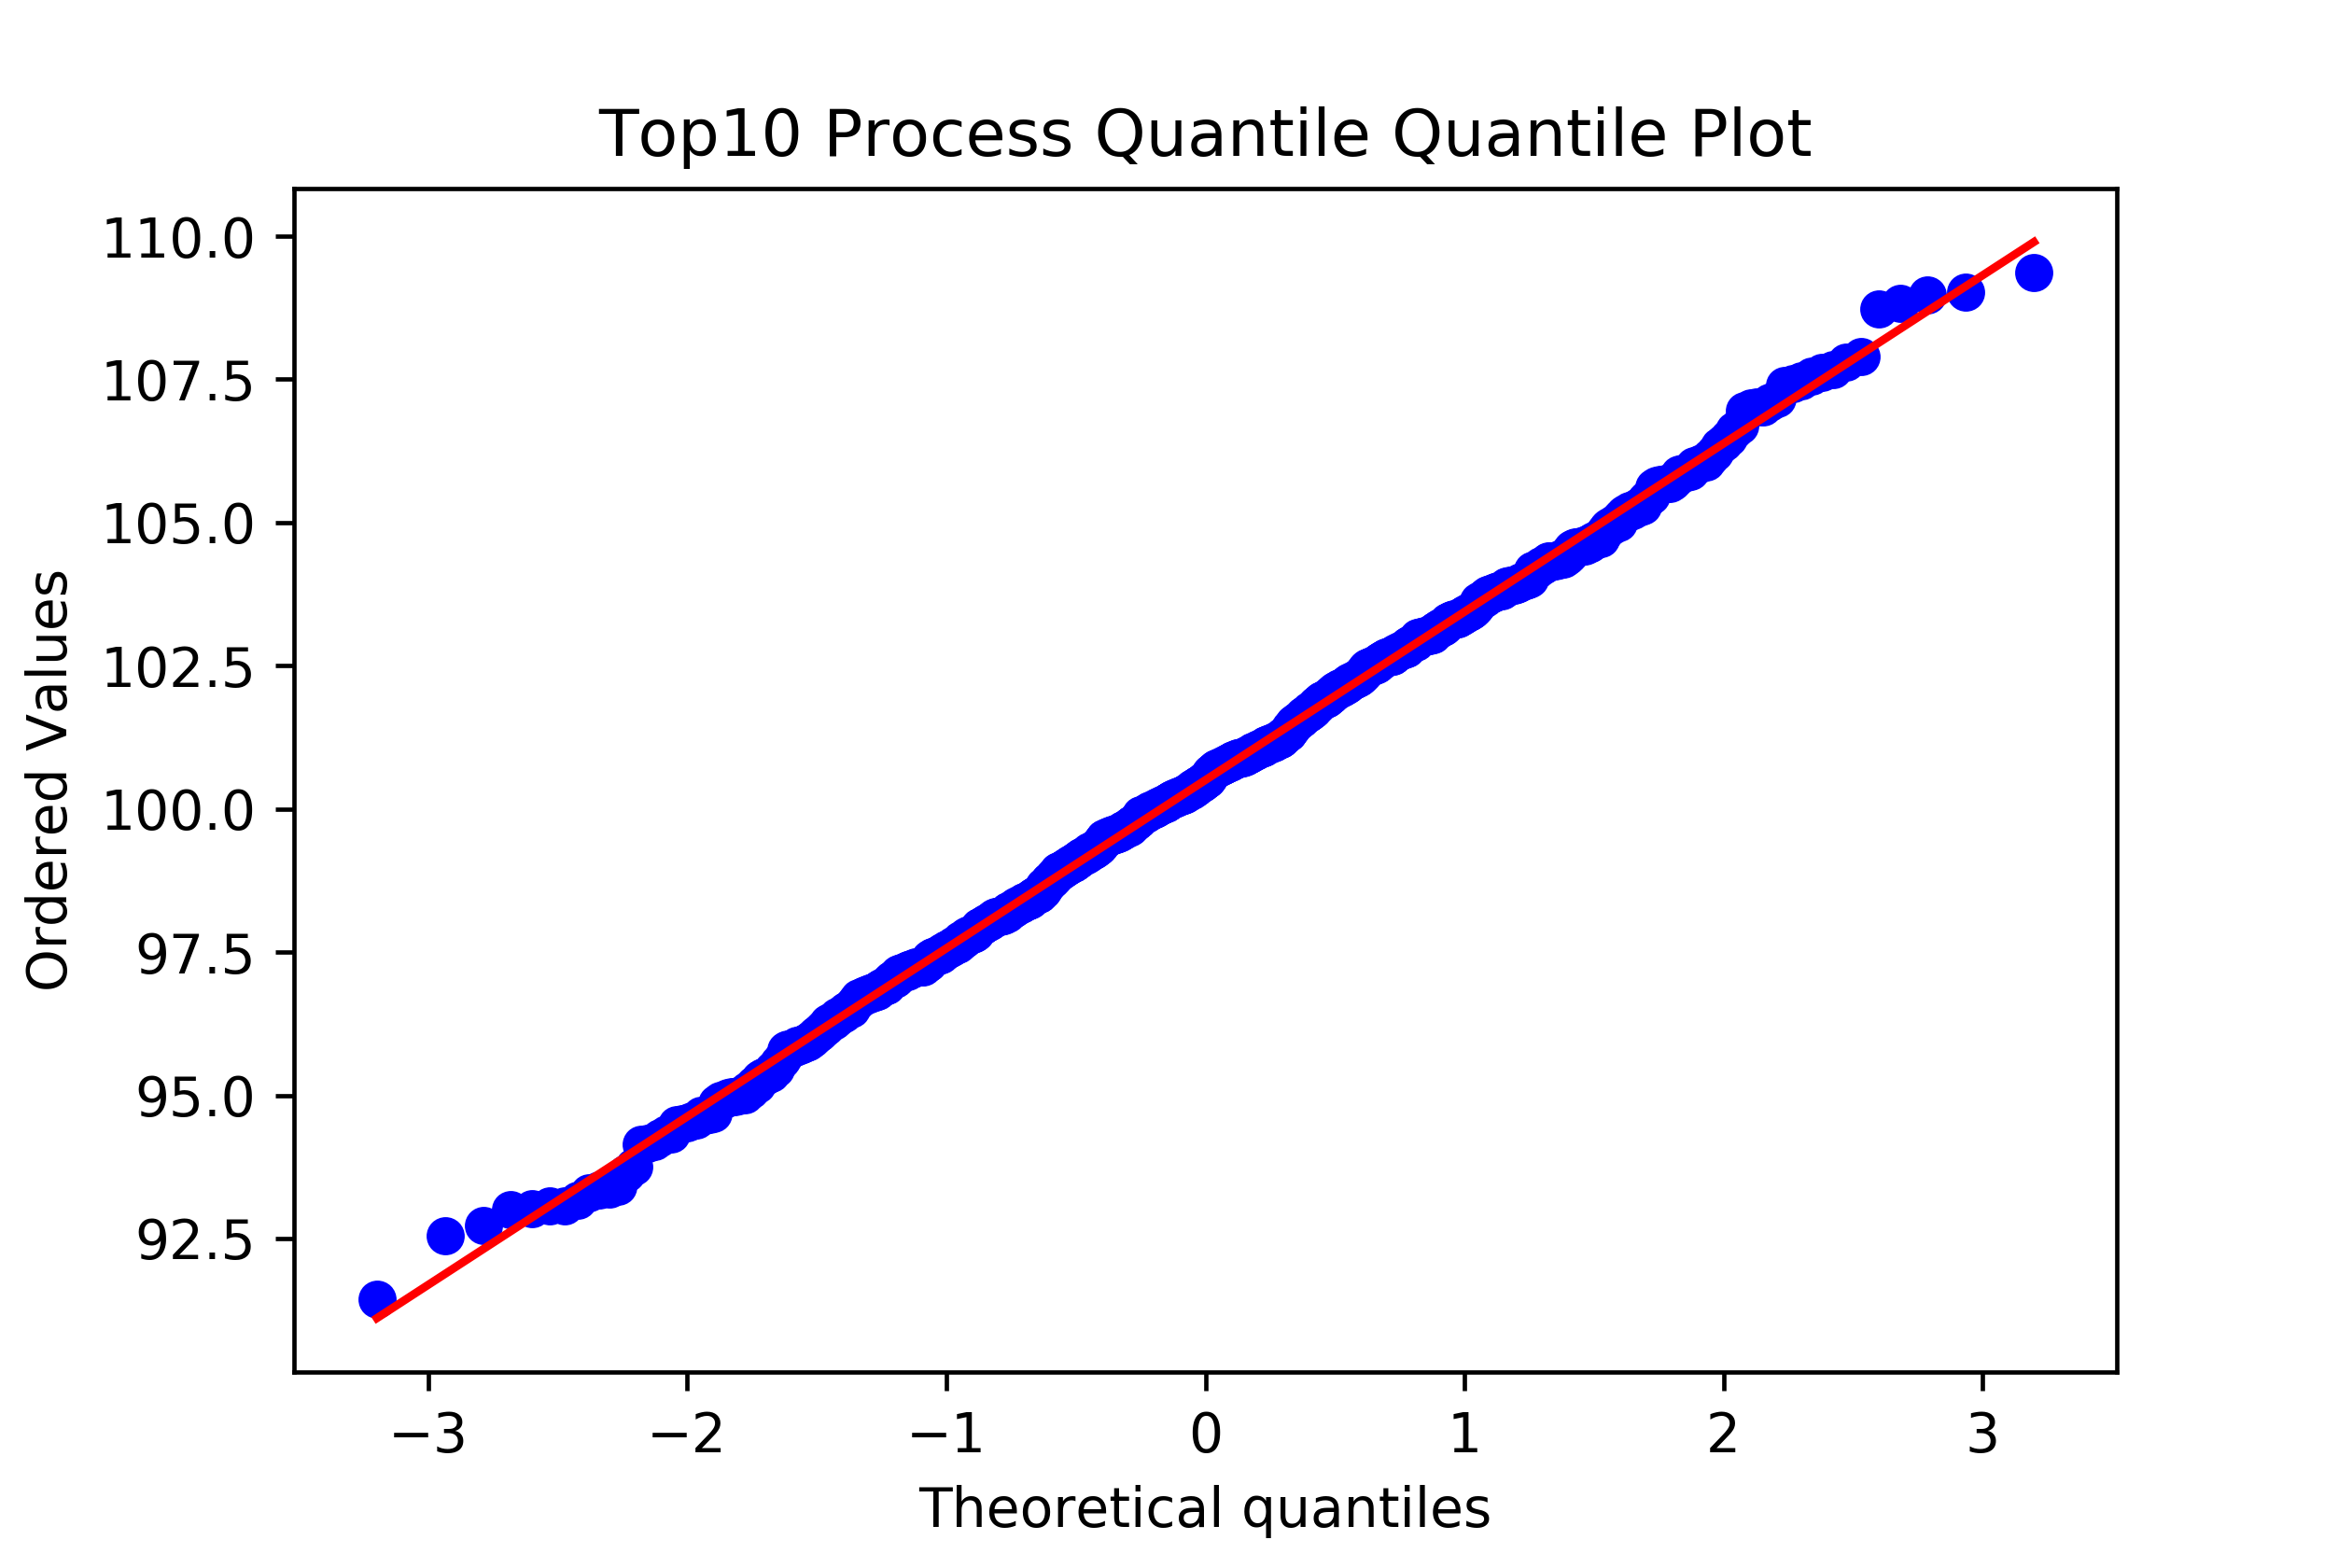 Top10 Process Quantile Quantile Plot
110.0
107.5
105.0
102.5
100.0
97.5
95.0
92.5
Ordered Values
−3 −2 −1 0 1 2 3
Theoretical quantiles